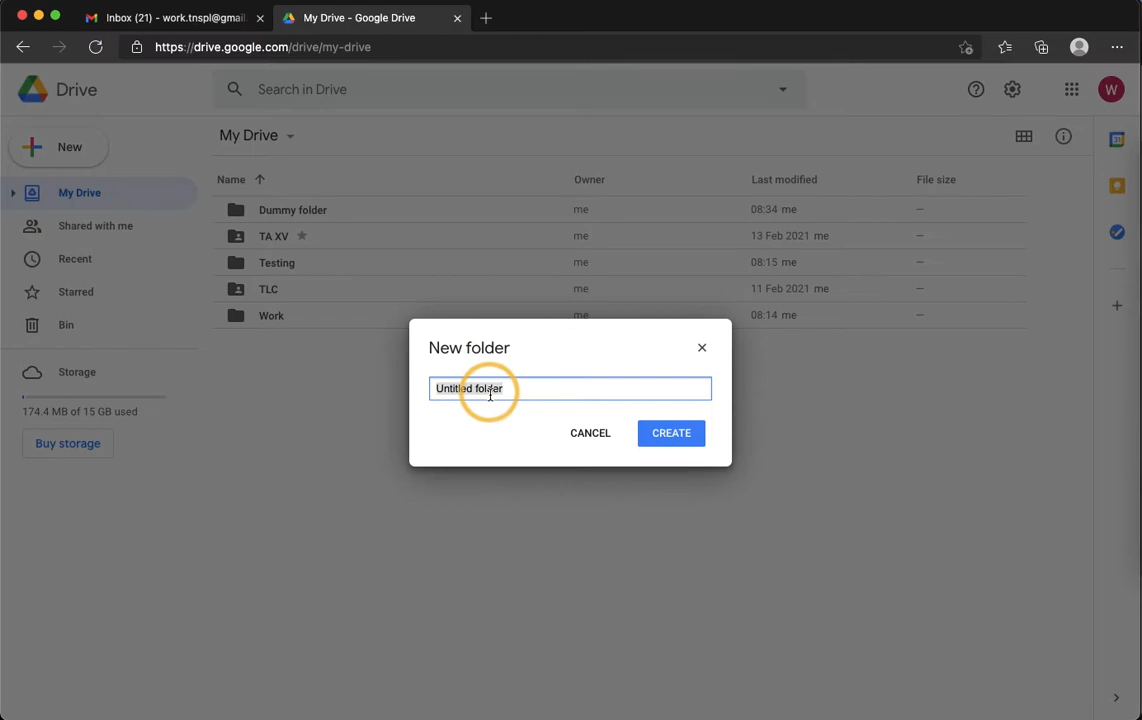 Inbox (21) - work.tnspl@gmail.
My Drive - Google Drive
https://drive.google.com/drive/my-drive
Drive
Search in Drive
W
New
My Drive
31
My Drive
Name
Owner
Last modified
File size
Shared with me
Dummy folder me 08:34 me –
TA XV me 13 Feb 2021 me –
Recent
Testing me 08:15 me –
Starred
TLC me 11 Feb 2021 me –
Bin
Work me 08:14 me –
New folder
Storage
Untitled folder
174.4 MB of 15 GB used
CANCEL
CREATE
Buy storage